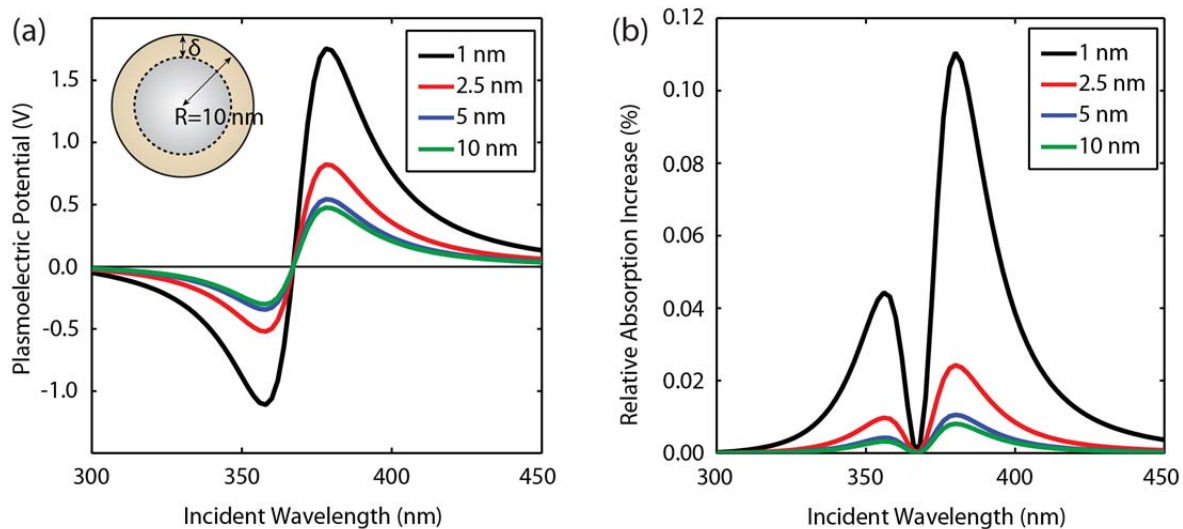 (a)
δ
R=10 nm
1 nm
2.5 nm
5 nm
10 nm
Plasmoelectric Potential (V)
1.5
1.0
0.5
0.0
-0.5
-1.0
300 350 400 450
Incident Wavelength (nm)
(b)
1 nm
2.5 nm
5 nm
10 nm
Relative Absorption Increase (%)
0.12
0.10
0.08
0.06
0.04
0.02
0.00
300 350 400 450
Incident Wavelength (nm)